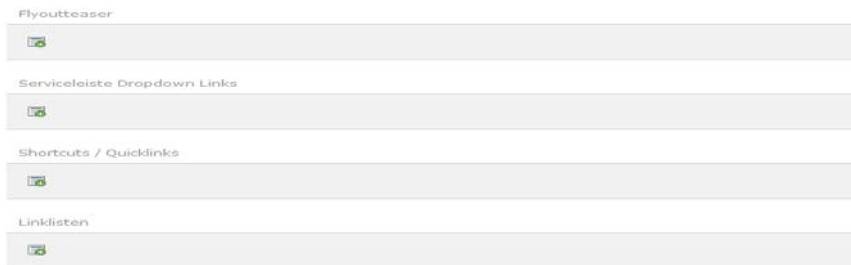 Flyoutteaser
Serviceleiste Dropdown Links
Shortcuts / Quicklinks
Linklisten